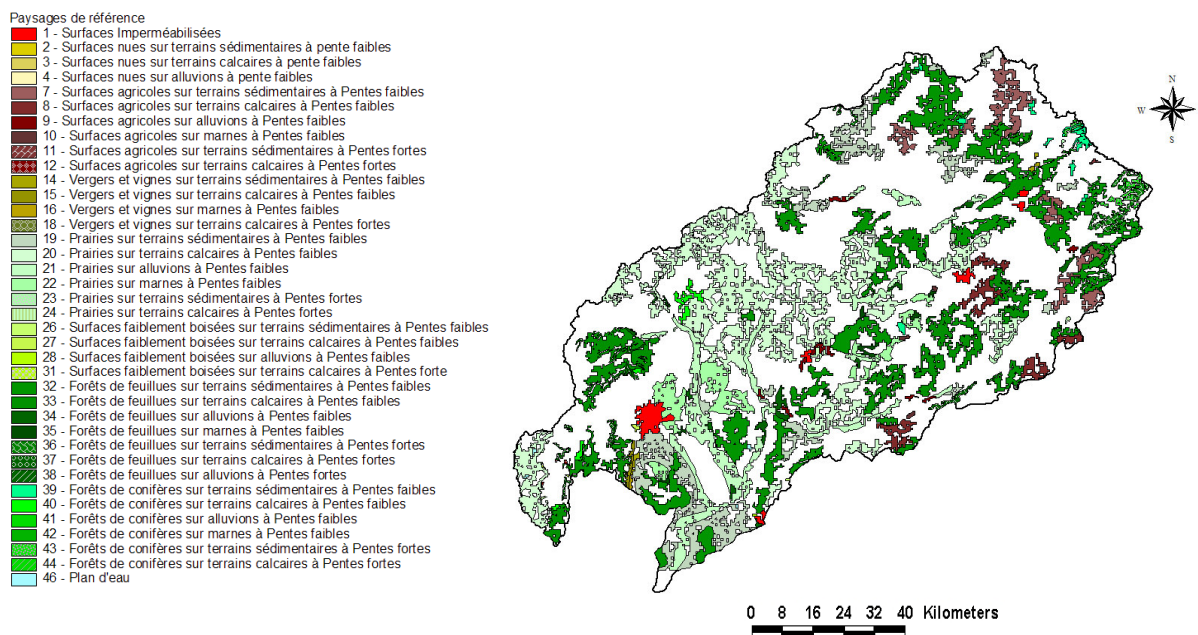 Paysages de référence
1 - Surfaces Imperméabilisées
2 - Surfaces nues sur terrains sédimentaires à pente faibles
3 - Surfaces nues sur terrains calcaires à pente faibles
4 - Surfaces nues sur alluvions à pente faibles
7 - Surfaces agricoles sur terrains sédimentaires à Pentes faibles
8 - Surfaces agricoles sur terrains calcaires à Pentes faibles
9 - Surfaces agricoles sur alluvions à Pentes faibles
10 - Surfaces agricoles sur marnes à Pentes faibles
11 - Surfaces agricoles sur terrains sédimentaires à Pentes fortes
12 - Surfaces agricoles sur terrains calcaires à Pentes fortes
14 - Vergers et vignes sur terrains sédimentaires à Pentes faibles
15 - Vergers et vignes sur terrains calcaires à Pentes faibles
16 - Vergers et vignes sur marnes à Pentes faibles
18 - Vergers et vignes sur terrains calcaires à Pentes fortes
19 - Prairies sur terrains sédimentaires à Pentes faibles
20 - Prairies sur terrains calcaires à Pentes faibles
21 - Prairies sur alluvions à Pentes faibles
22 - Prairies sur marnes à Pentes faibles
23 - Prairies sur terrains sédimentaires à Pentes fortes
24 - Prairies sur terrains calcaires à Pentes fortes
26 - Surfaces faiblement boisées sur terrains sédimentaires à Pentes faibles
27 - Surfaces faiblement boisées sur terrains calcaires à Pentes faibles
28 - Surfaces faiblement boisées sur alluvions à Pentes faibles
31 - Surfaces faiblement boisées sur terrains calcaires à Pentes forte
32 - Forêts de feuillues sur terrains sédimentaires à Pentes faibles
33 - Forêts de feuillues sur terrains calcaires à Pentes faibles
34 - Forêts de feuillues sur alluvions à Pentes faibles
35 - Forêts de feuillues sur marnes à Pentes faibles
36 - Forêts de feuillues sur terrains sédimentaires à Pentes fortes
37 - Forêts de feuillues sur terrains calcaires à Pentes fortes
38 - Forêts de feuillues sur alluvions à Pentes fortes
39 - Forêts de conifères sur terrains sédimentaires à Pentes faibles
40 - Forêts de conifères sur terrains calcaires à Pentes faibles
41 - Forêts de conifères sur alluvions à Pentes faibles
42 - Forêts de conifères sur marnes à Pentes faibles
43 - Forêts de conifères sur terrains sédimentaires à Pentes fortes
44 - Forêts de conifères sur terrains calcaires à Pentes fortes
46 - Plan d'eau
N
W E
S
0 8 16 24 32 40 Kilometers